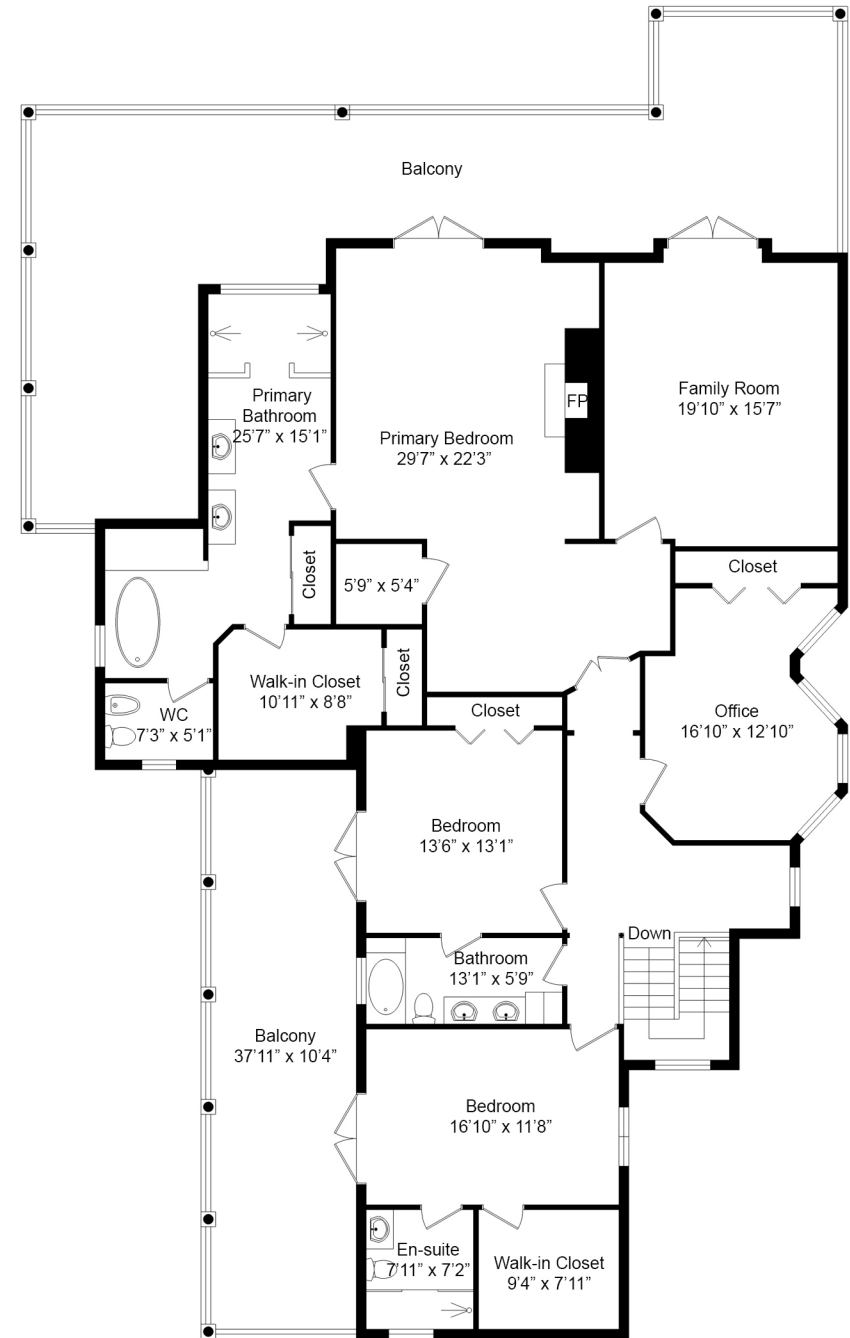 Balcony
Primary
Bathroom
25’7” x 15’1”
Primary Bedroom
29’7” x 22’3”
FP
Family Room
19’10” x 15’7”
Closet
Closet
5’9” x 5’4”
Walk-in Closet
10’11” x 8’8”
Closet
WC
7’3” x 5’1”
Closet
Office
16’10” x 12’10”
Bedroom
13’6” x 13’1”
Down
Bathroom
13’1” x 5’9”
Balcony
37’11” x 10’4”
Bedroom
16’10” x 11’8”
En-suite
7’11” x 7’2”
Walk-in Closet
9’4” x 7’11”